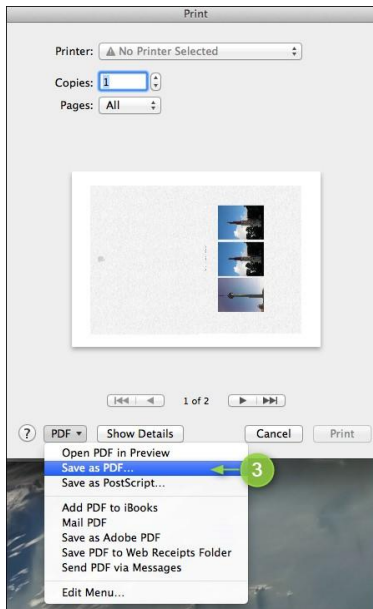 Print
Printer: ⚠ No Printer Selected
Copies: 1
Pages: All
1 of 2
? PDF Show Details Cancel Print
Open PDF in Preview
Save as PDF... 3
Save as PostScript...
Add PDF to iBooks
Mail PDF
Save as Adobe PDF
Save PDF to Web Receipts Folder
Send PDF via Messages
Edit Menu...